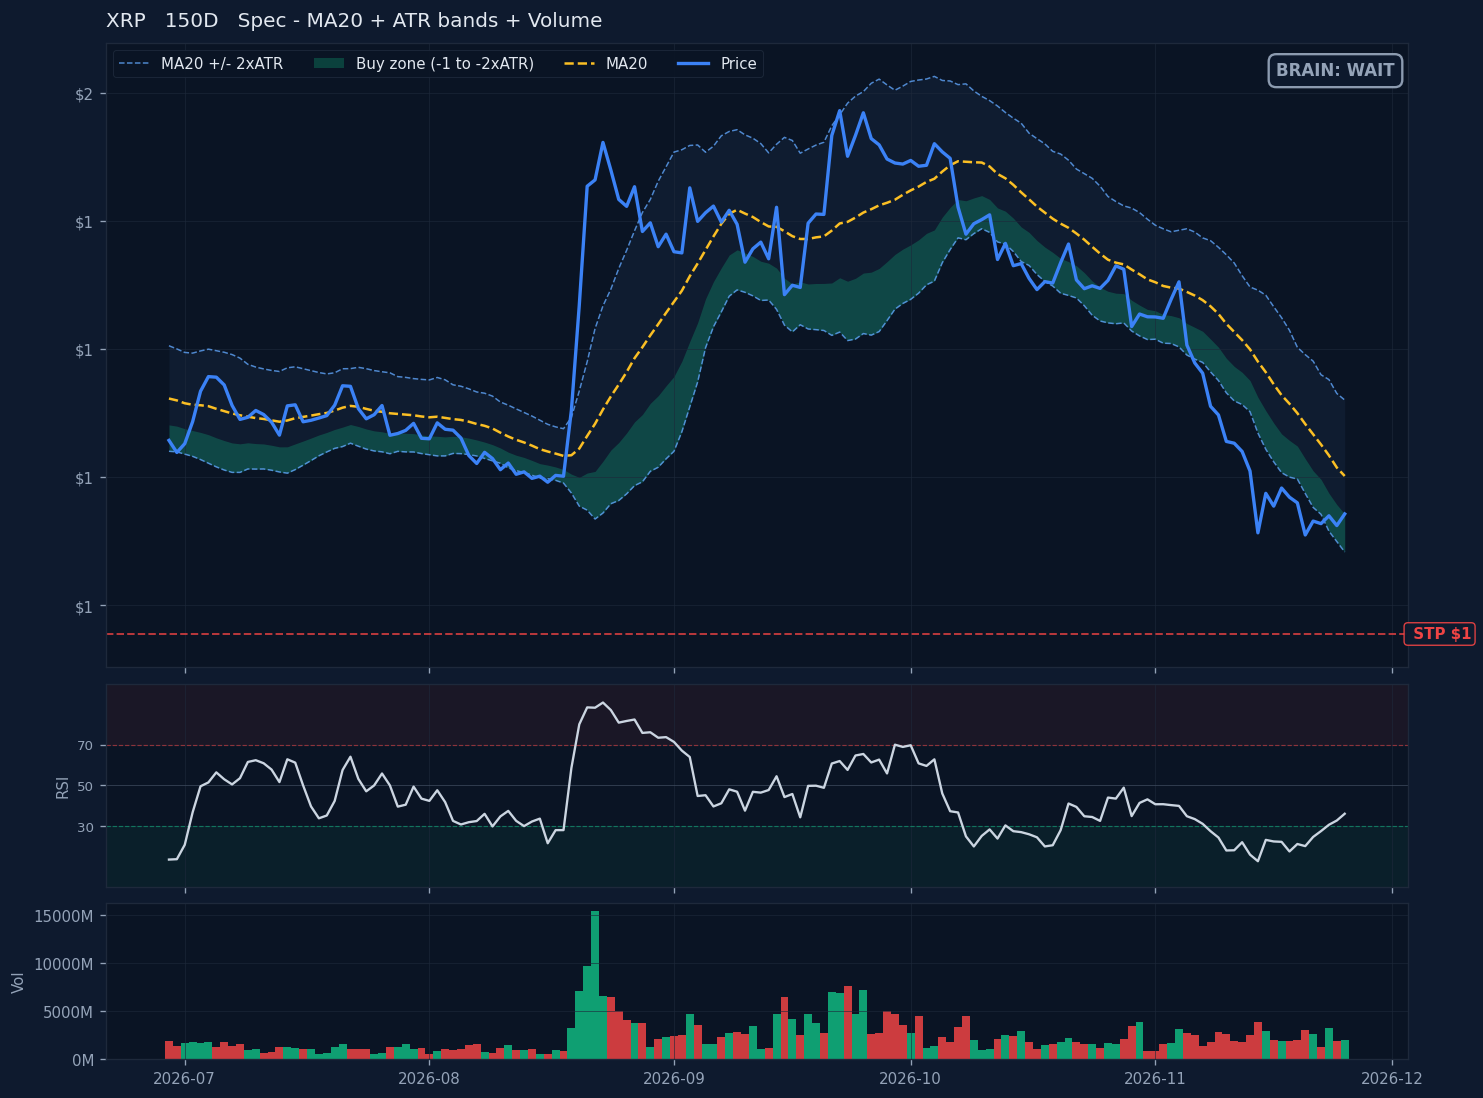 XRP   150D   Spec - MA20 + ATR bands + Volume
MA20 +/- 2xATR   Buy zone (-1 to -2xATR)   MA20   Price
BRAIN: WAIT
$2
$1
$1
$1
$1
STP $1
70
50
30
RSI
15000M
10000M
5000M
0M
Vol
2026-07   2026-08   2026-09   2026-10   2026-11   2026-12